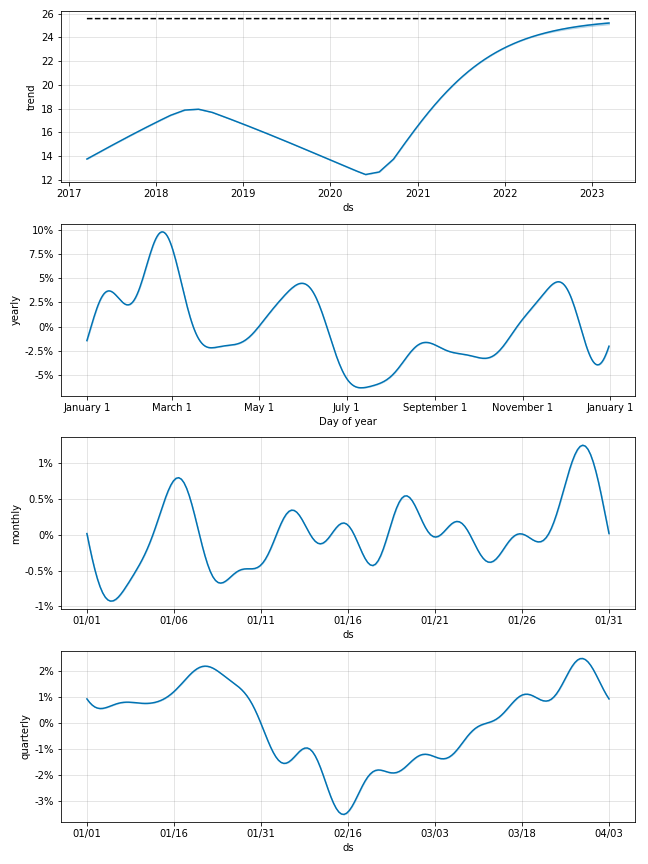 26
24
22
20
18
16
14
12
trend
2017 2018 2019 2020 2021 2022 2023
ds
10%
7.5%
5%
2.5%
0%
-2.5%
-5%
yearly
January 1 March 1 May 1 July 1 September 1 November 1 January 1
Day of year
1%
0.5%
0%
-0.5%
-1%
monthly
01/01 01/06 01/11 01/16 01/21 01/26 01/31
ds
2%
1%
0%
-1%
-2%
-3%
quarterly
01/01 01/16 01/31 02/16 03/03 03/18 04/03
ds